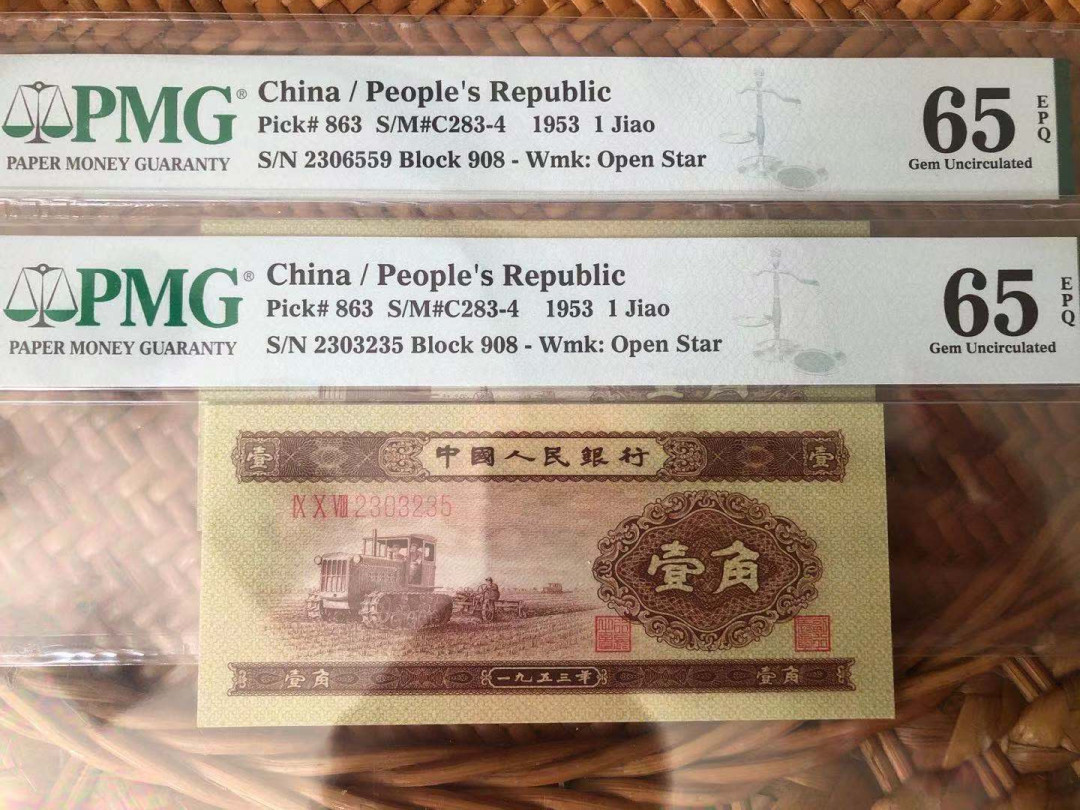 PMG®
PAPER MONEY GUARANTY
China / People's Republic
Pick# 863 S/M#C283-4 1953 1 Jiao
S/N 2306559 Block 908 - Wmk: Open Star
65
EPQ
Gem Uncirculated
PMG®
PAPER MONEY GUARANTY
China / People's Republic
Pick# 863 S/M#C283-4 1953 1 Jiao
S/N 2303235 Block 908 - Wmk: Open Star
65
EPQ
Gem Uncirculated
壹 中國人民銀行 壹
IX X VIII 2303235
壹角
壹角 一九五三年 壹角